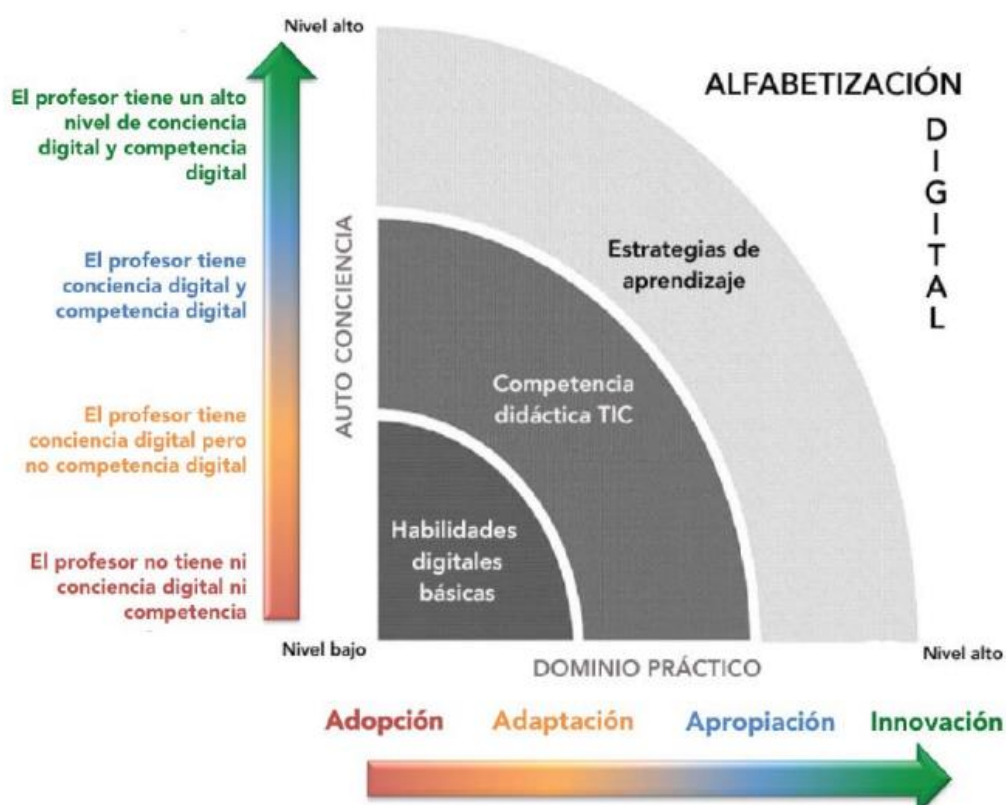 Nivel alto
El profesor tiene un alto
nivel de conciencia
digital y competencia
digital
El profesor tiene
conciencia digital y
competencia digital
El profesor tiene
conciencia digital pero
no competencia digital
El profesor no tiene ni
conciencia digital ni
competencia
Nivel bajo
AUTO CONCIENCIA
ALFABETIZACIÓN
DIGITAL
Estrategias de
aprendizaje
Competencia
didáctica TIC
Habilidades
digitales
básicas
DOMINIO PRÁCTICO
Nivel alto
Adopción
Adaptación
Apropiación
Innovación